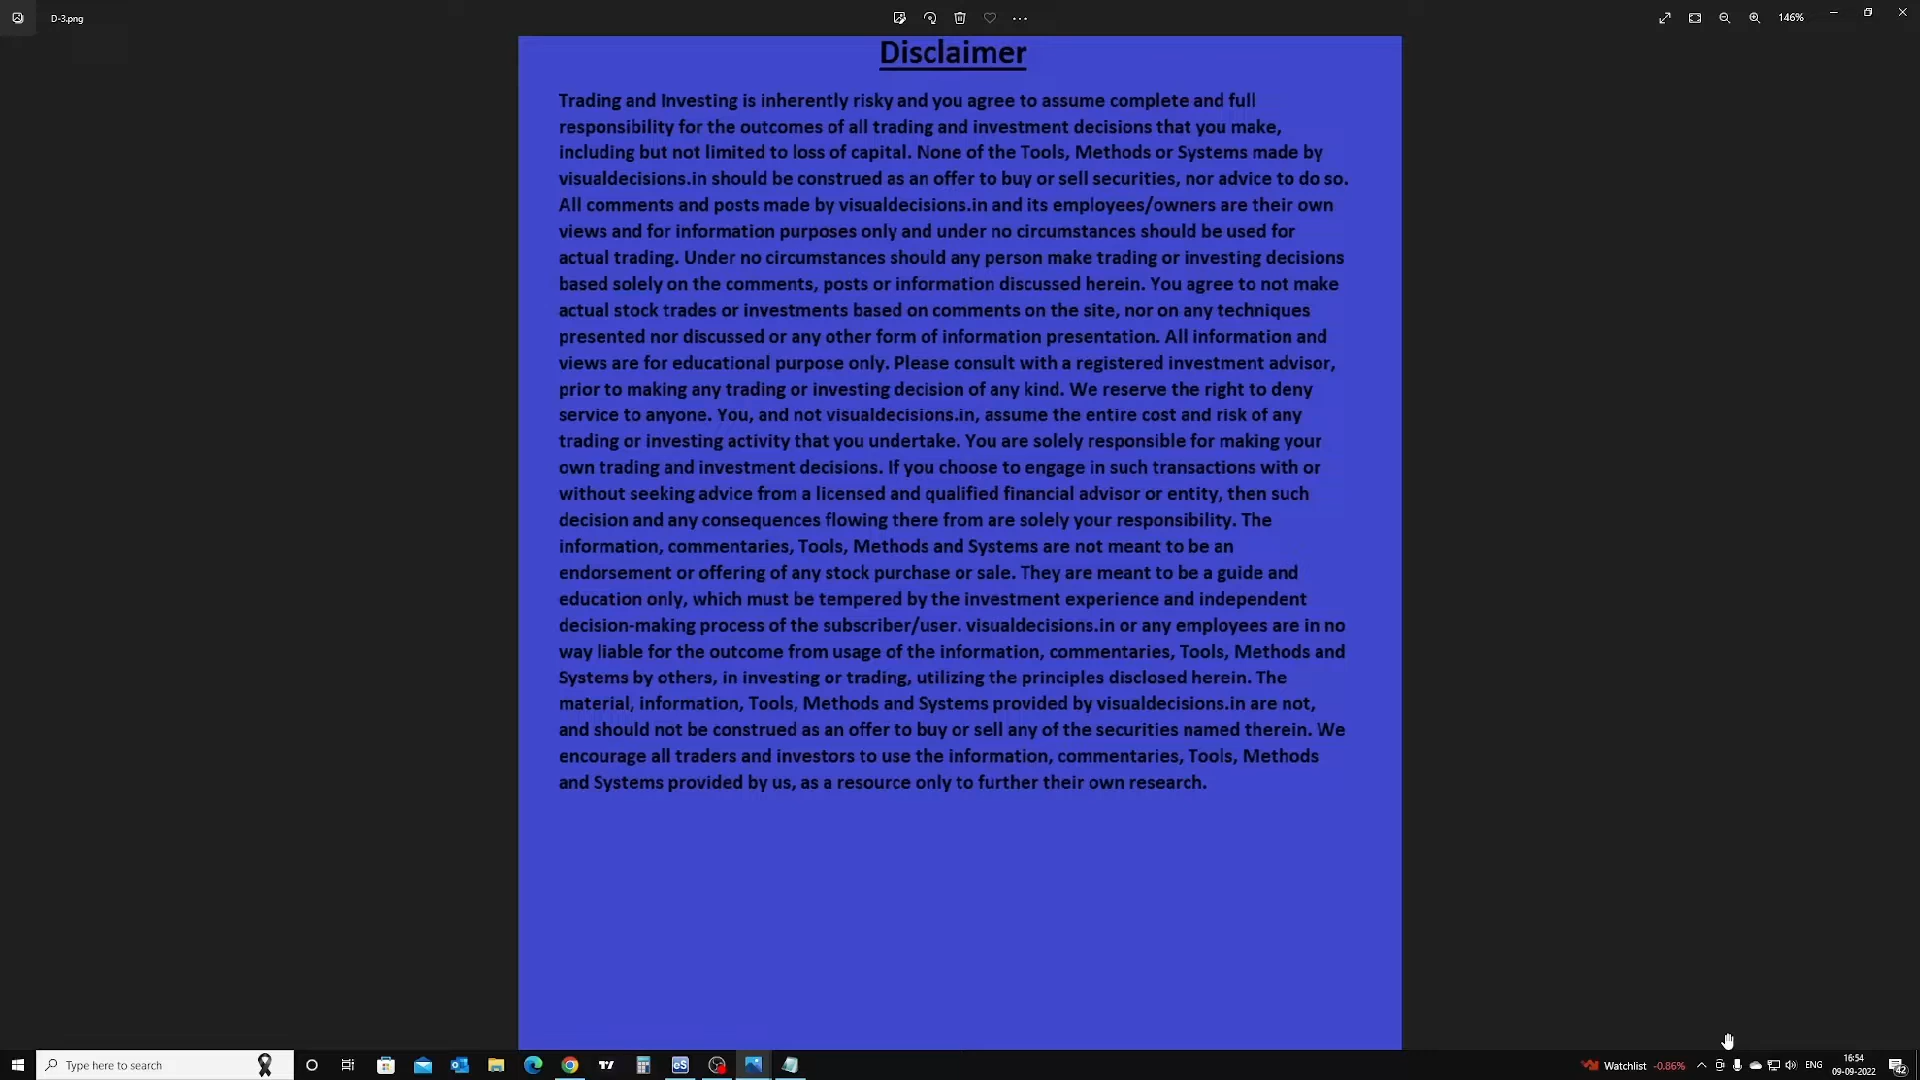 D-3.png
146%
Disclaimer
Trading and Investing is inherently risky and you agree to assume complete and full
responsibility for the outcomes of all trading and investment decisions that you make,
including but not limited to loss of capital. None of the Tools, Methods or Systems made by
visualdecisions.in should be construed as an offer to buy or sell securities, nor advice to do so.
All comments and posts made by visualdecisions.in and its employees/owners are their own
views and for information purposes only and under no circumstances should be used for
actual trading. Under no circumstances should any person make trading or investing decisions
based solely on the comments, posts or information discussed herein. You agree to not make
actual stock trades or investments based on comments on the site, nor on any techniques
presented nor discussed or any other form of information presentation. All information and
views are for educational purpose only. Please consult with a registered investment advisor,
prior to making any trading or investing decision of any kind. We reserve the right to deny
service to anyone. You, and not visualdecisions.in, assume the entire cost and risk of any
trading or investing activity that you undertake. You are solely responsible for making your
own trading and investment decisions. If you choose to engage in such transactions with or
without seeking advice from a licensed and qualified financial advisor or entity, then such
decision and any consequences flowing there from are solely your responsibility. The
information, commentaries, Tools, Methods and Systems are not meant to be an
endorsement or offering of any stock purchase or sale. They are meant to be a guide and
education only, which must be tempered by the investment experience and independent
decision-making process of the subscriber/user. visualdecisions.in or any employees are in no
way liable for the outcome from usage of the information, commentaries, Tools, Methods and
Systems by others, in investing or trading, utilizing the principles disclosed herein. The
material, information, Tools, Methods and Systems provided by visualdecisions.in are not,
and should not be construed as an offer to buy or sell any of the securities named therein. We
encourage all traders and investors to use the information, commentaries, Tools, Methods
and Systems provided by us, as a resource only to further their own research.
Type here to search
eS
Watchlist -0.86%
ENG
16:54
09-09-2022
42